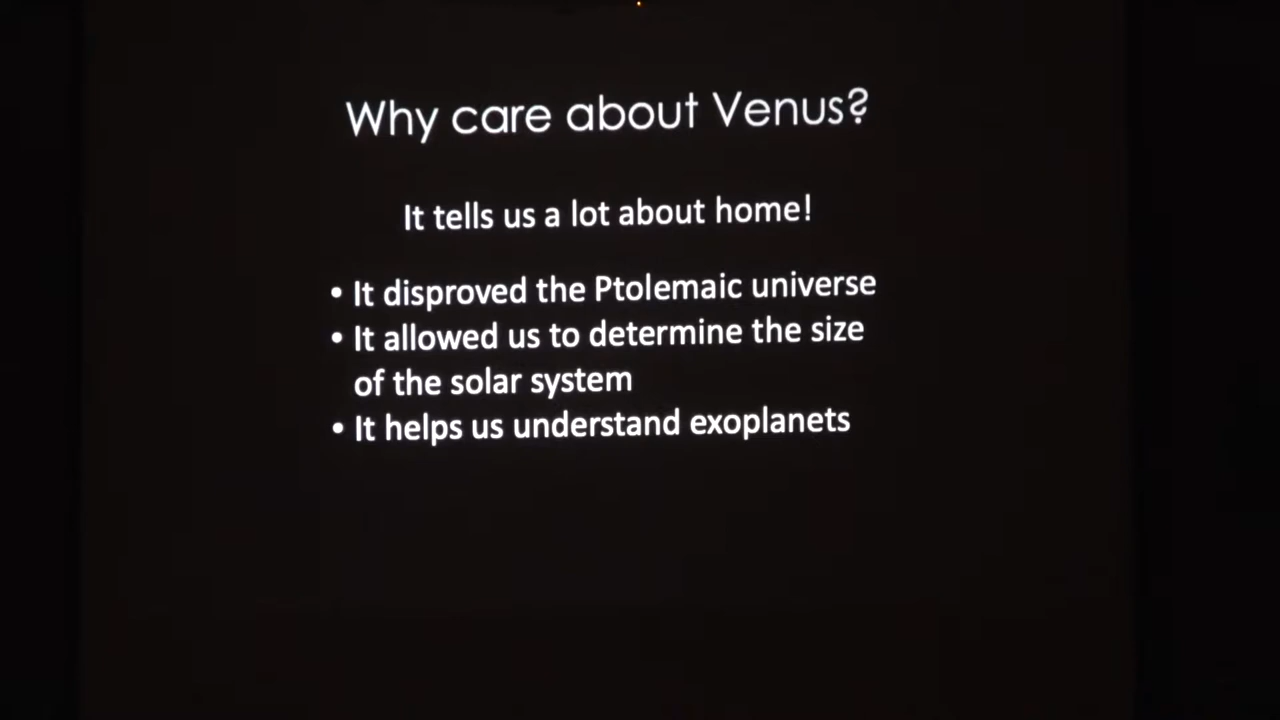 Why care about Venus?
It tells us a lot about home!
• It disproved the Ptolemaic universe
• It allowed us to determine the size
of the solar system
• It helps us understand exoplanets